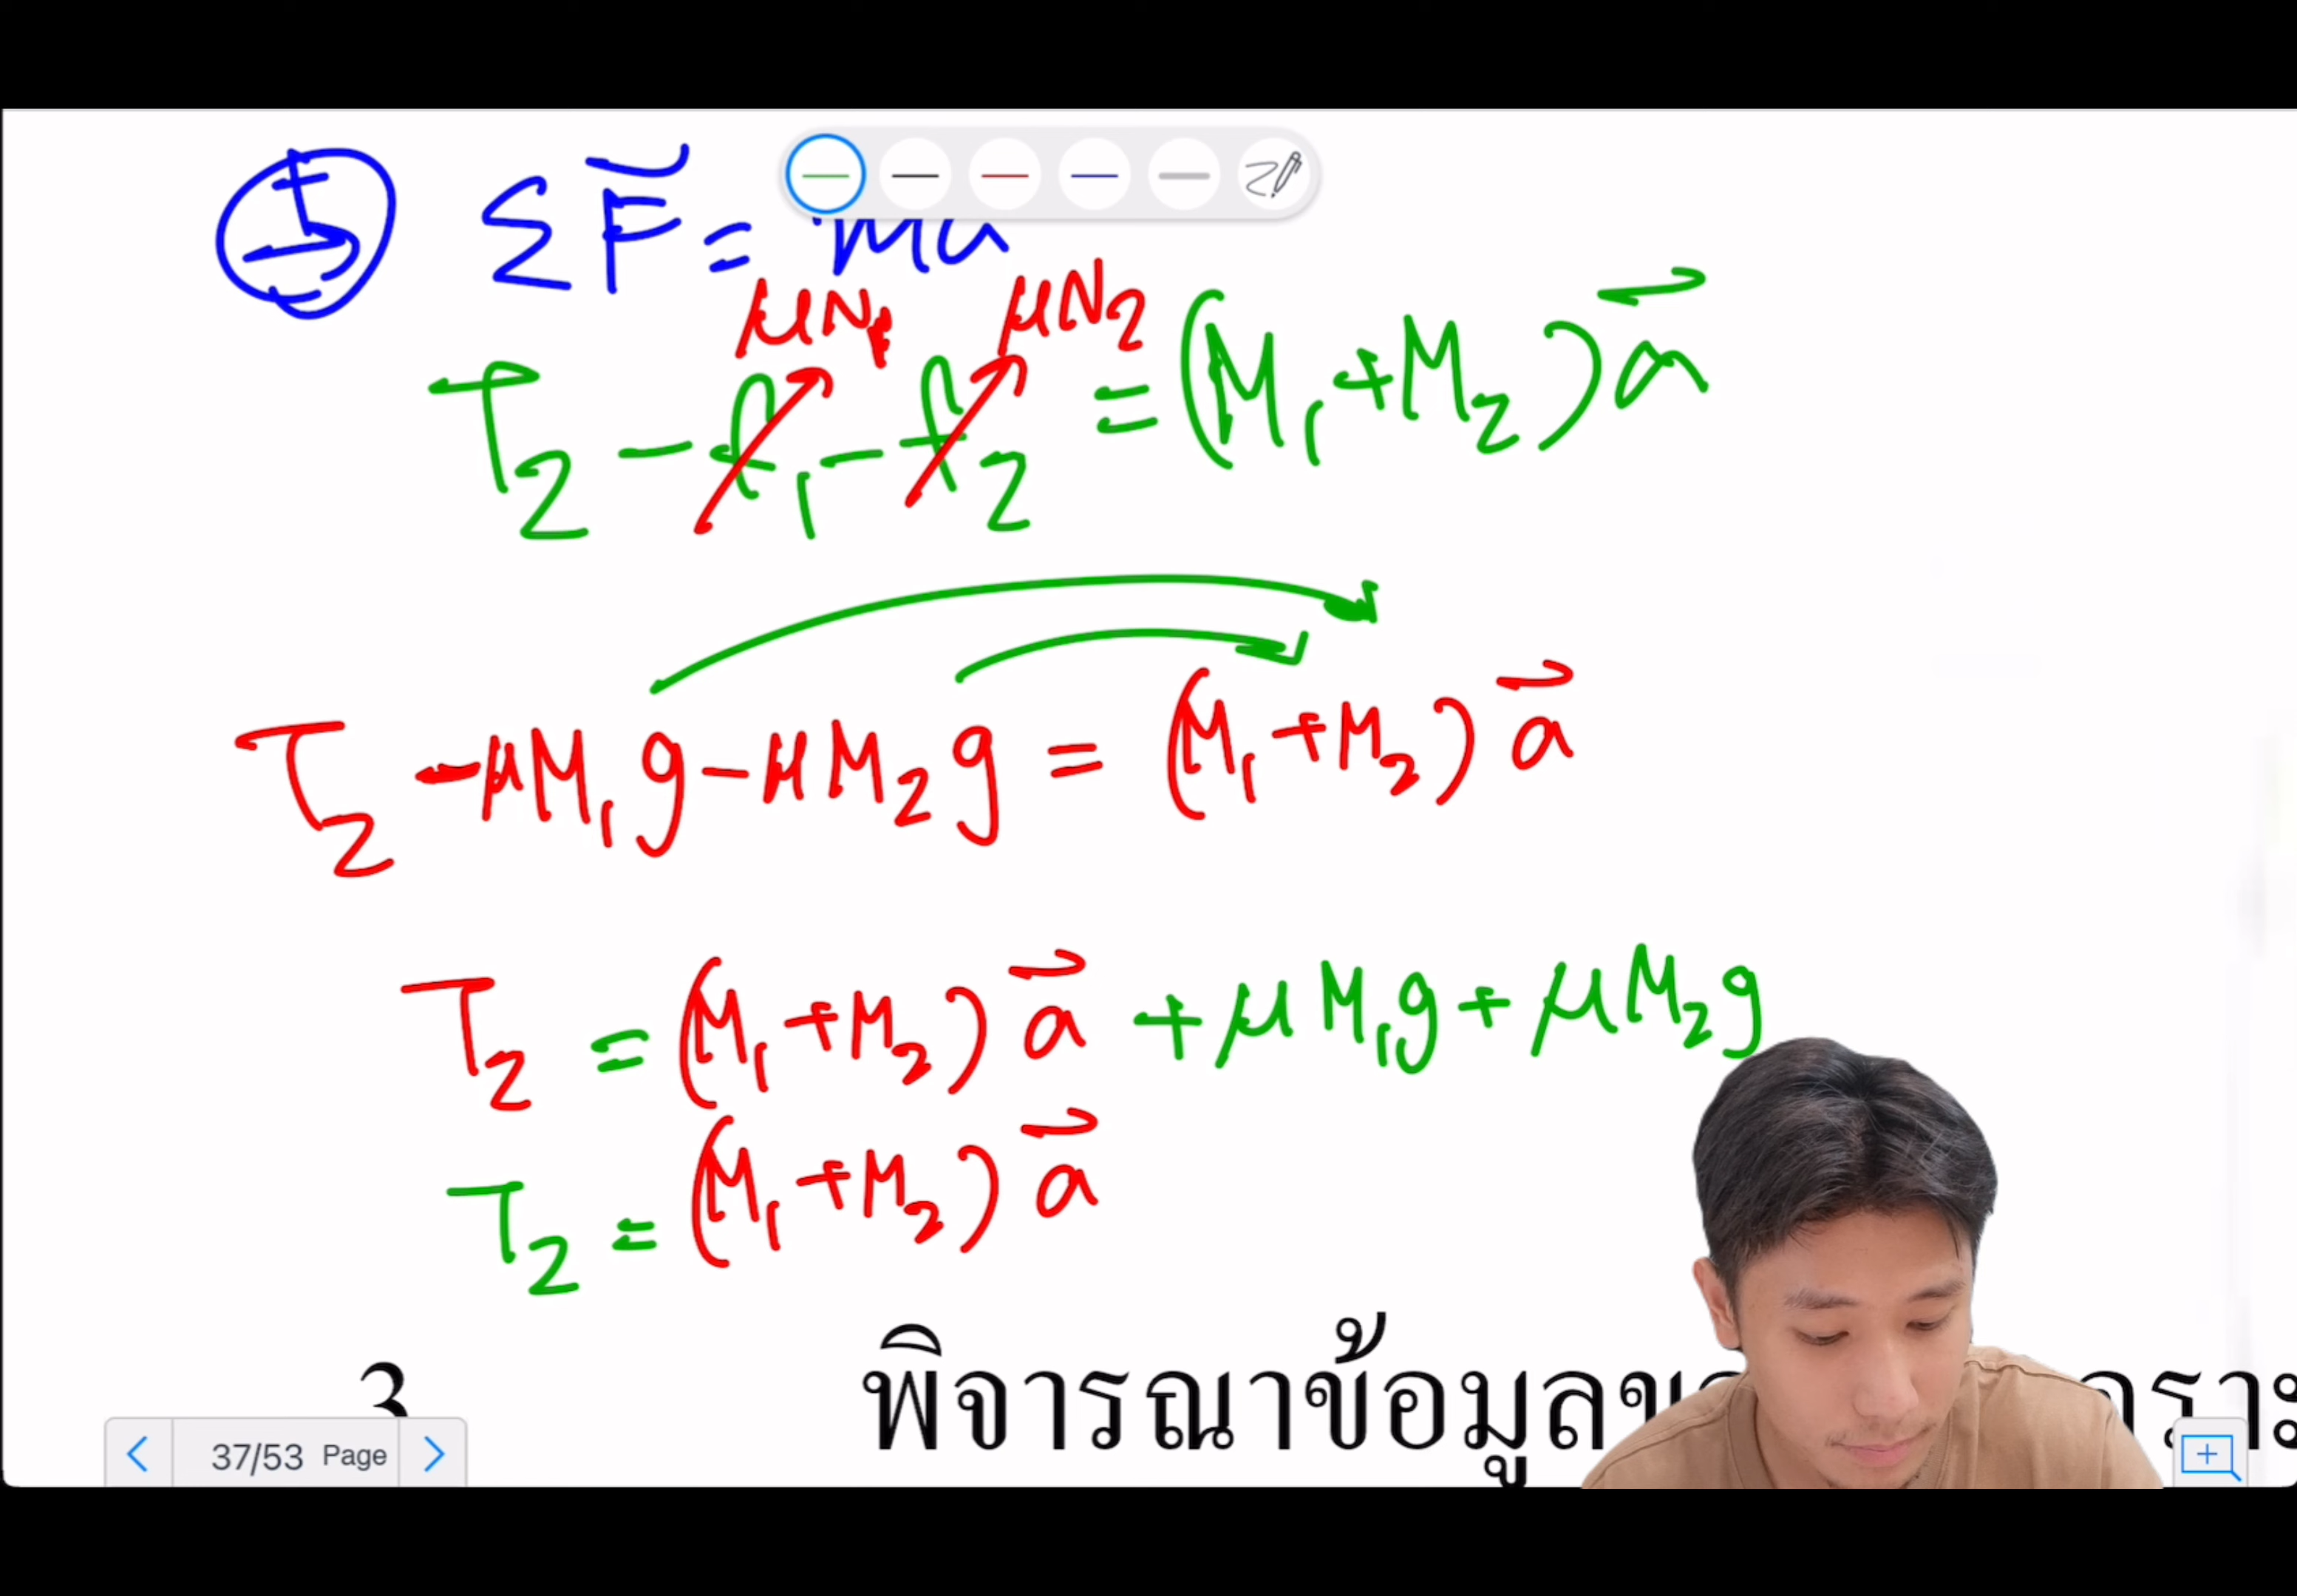 5 ΣF⃗ = ma
μN₁ μN₂
T₂ - f₁ - f₂ = (M₁+M₂)a⃗
T₂ - μM₁g - μM₂g = (M₁+M₂)a⃗
T₂ = (M₁+M₂)a⃗ + μM₁g + μM₂g
T₂ = (M₁+M₂)a⃗
3 พิจารณาข้อมูล
37/53 Page